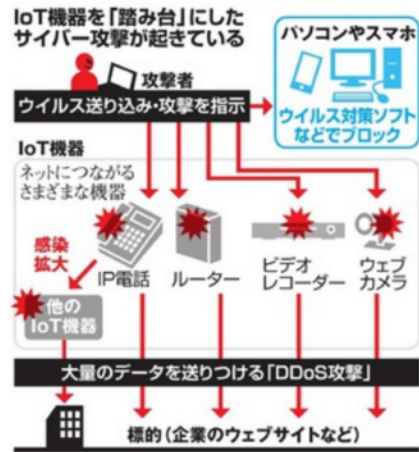 IoT機器を「踏み台」にした
サイバー攻撃が起きている
攻撃者
ウイルス送り込み・攻撃を指示
パソコンやスマホ
ウイルス対策ソフト
などでブロック
IoT機器
ネットにつながる
さまざまな機器
感染
拡大
IP電話
ルーター
ビデオ
レコーダー
ウェブ
カメラ
他の
IoT機器
大量のデータを送りつける「DDoS攻撃」
標的(企業のウェブサイトなど)